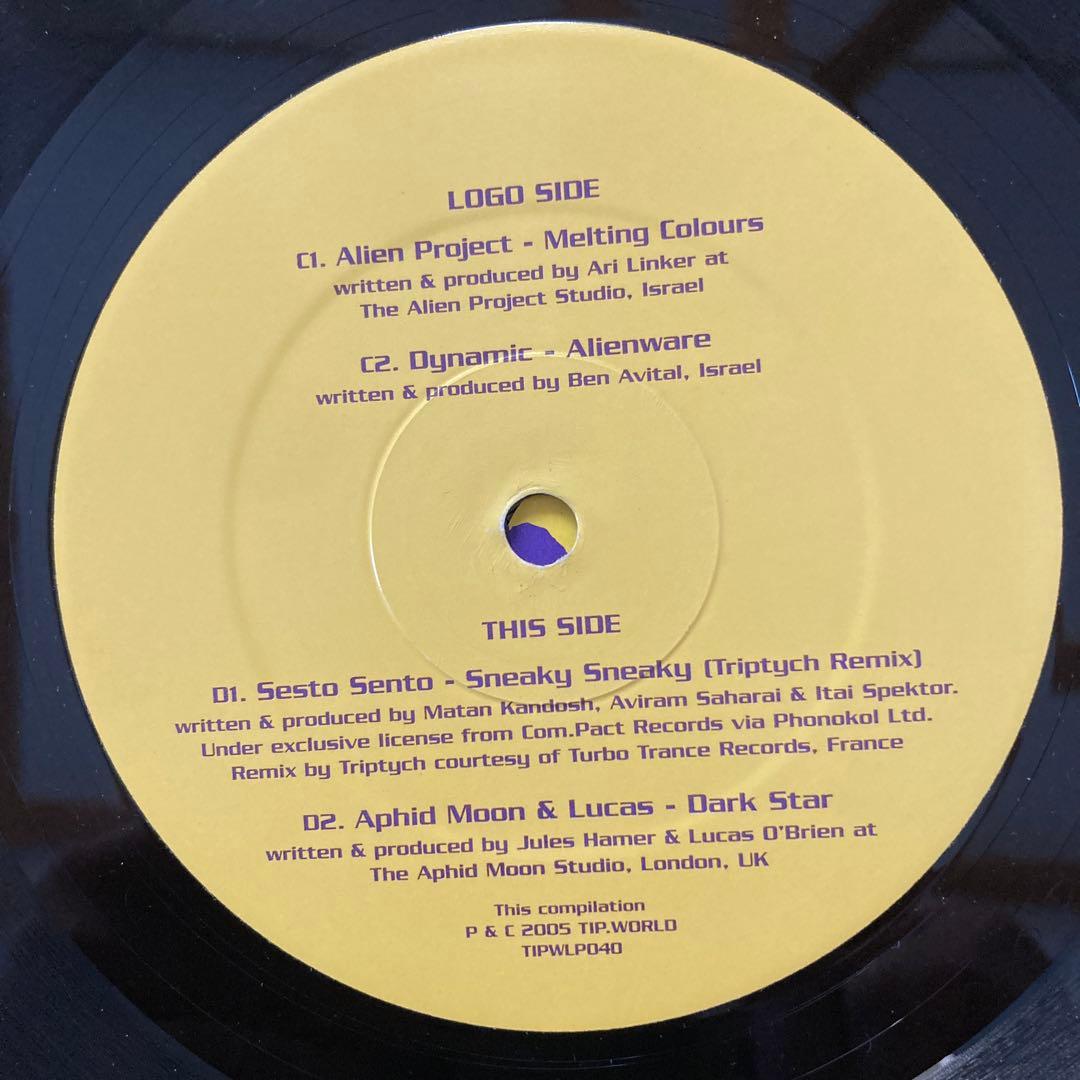 LOGO SIDE
C1. Alien Project - Melting Colours
written & produced by Ari Linker at
The Alien Project Studio, Israel
C2. Dynamic - Alienware
written & produced by Ben Avital, Israel
THIS SIDE
D1. Sesto Sento - Sneaky Sneaky (Triptych Remix)
written & produced by Matan Kandosh, Aviram Saharai & Itai Spektor.
Under exclusive license from Com.Pact Records via Phonokol Ltd.
Remix by Triptych courtesy of Turbo Trance Records, France
D2. Aphid Moon & Lucas - Dark Star
written & produced by Jules Hamer & Lucas O'Brien at
The Aphid Moon Studio, London, UK
This compilation
P & C 2005 TIP.WORLD
TIPWLP040